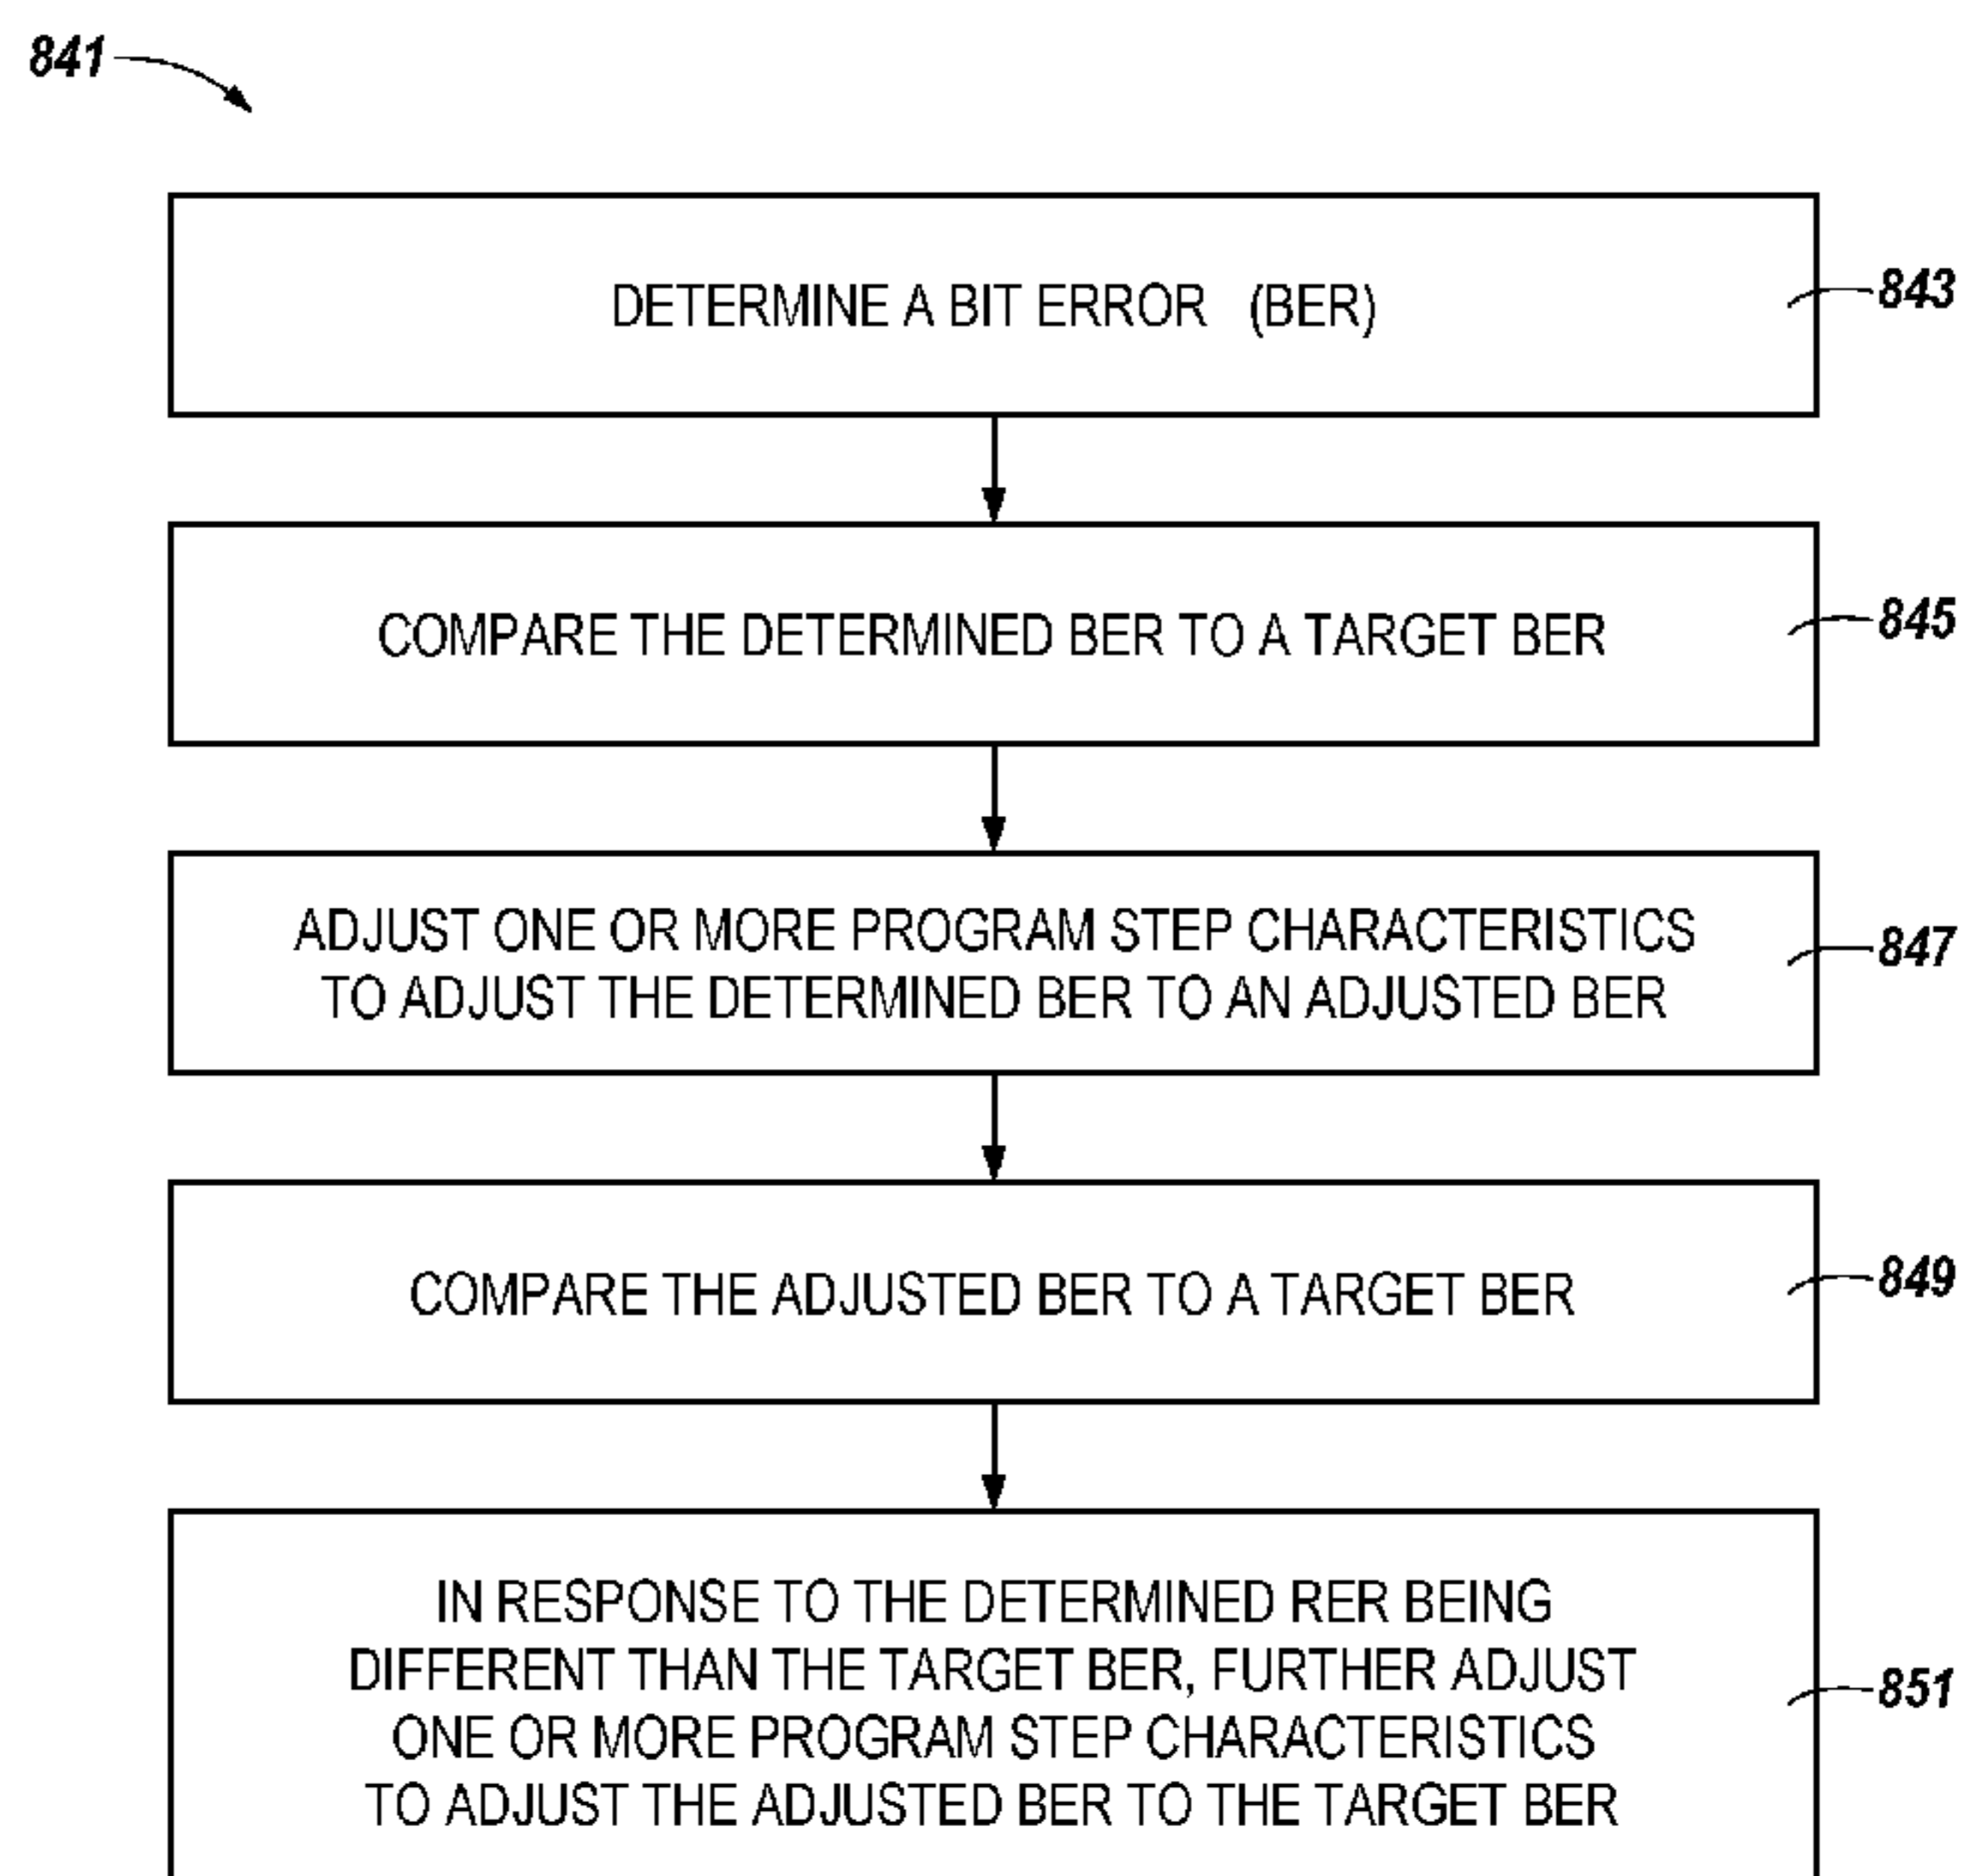 841
DETERMINE A BIT ERROR (BER)
843
COMPARE THE DETERMINED BER TO A TARGET BER
845
ADJUST ONE OR MORE PROGRAM STEP CHARACTERISTICS
TO ADJUST THE DETERMINED BER TO AN ADJUSTED BER
847
COMPARE THE ADJUSTED BER TO A TARGET BER
849
IN RESPONSE TO THE DETERMINED RER BEING
DIFFERENT THAN THE TARGET BER, FURTHER ADJUST
ONE OR MORE PROGRAM STEP CHARACTERISTICS
TO ADJUST THE ADJUSTED BER TO THE TARGET BER
851